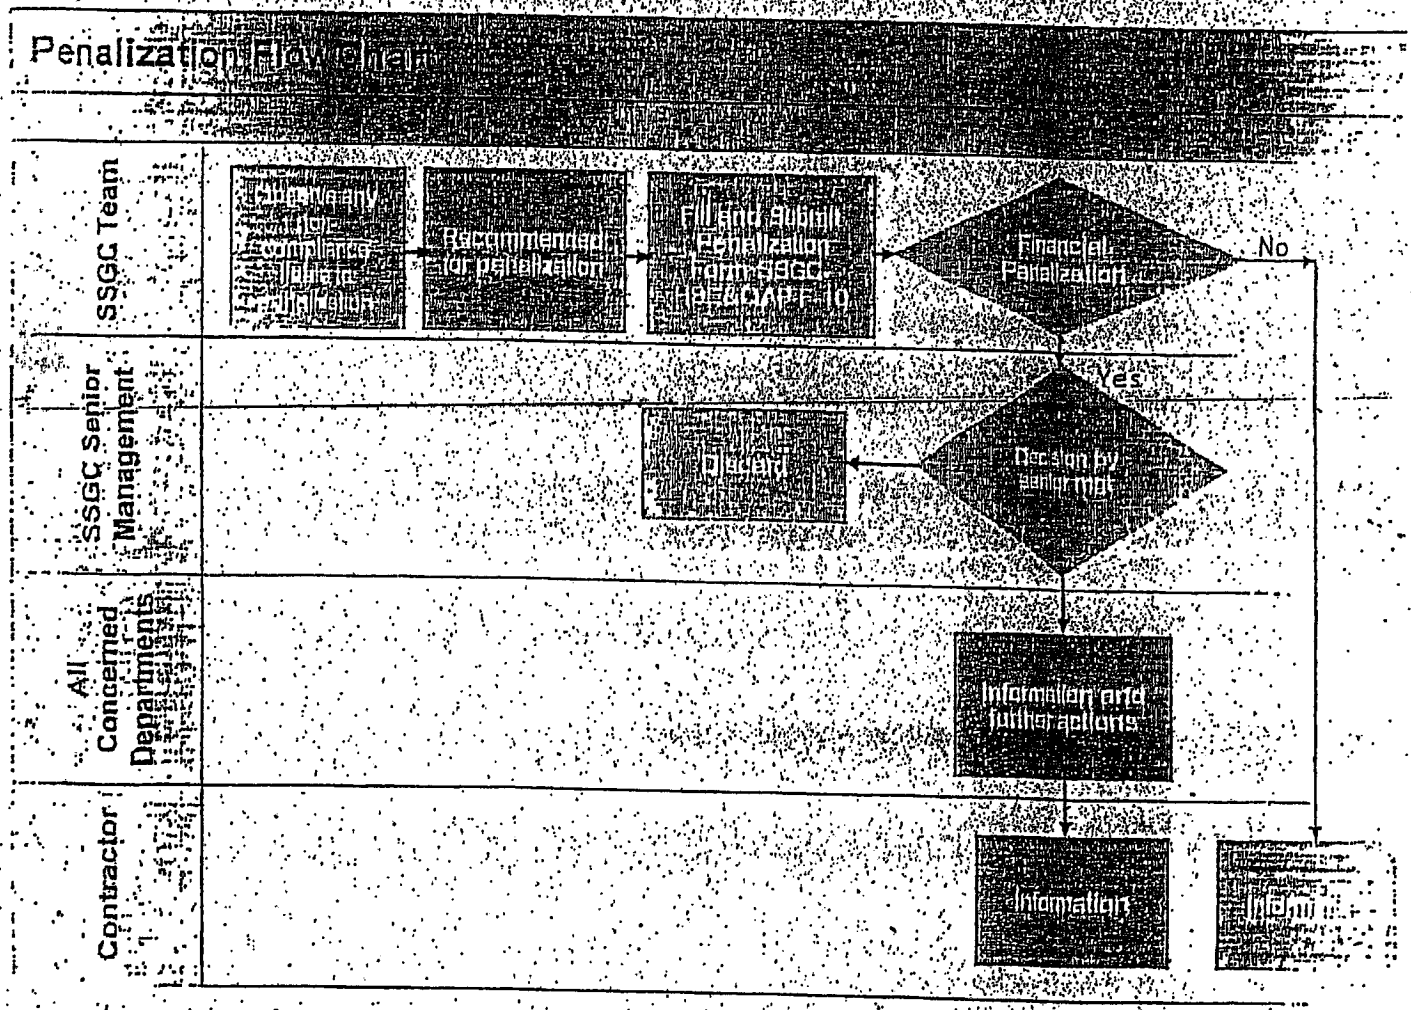 Penalization Flow Chart
SSGC Team
any
Recommended
for penalization
Fill and Submit
Penalization
Form-SSGC-
Financial
Penalization
No
Yes
SSGC Senior
Management
Discard
Decision by
senior mgt
All
Concerned
Departments
Information and
further actions
Contractor
Information